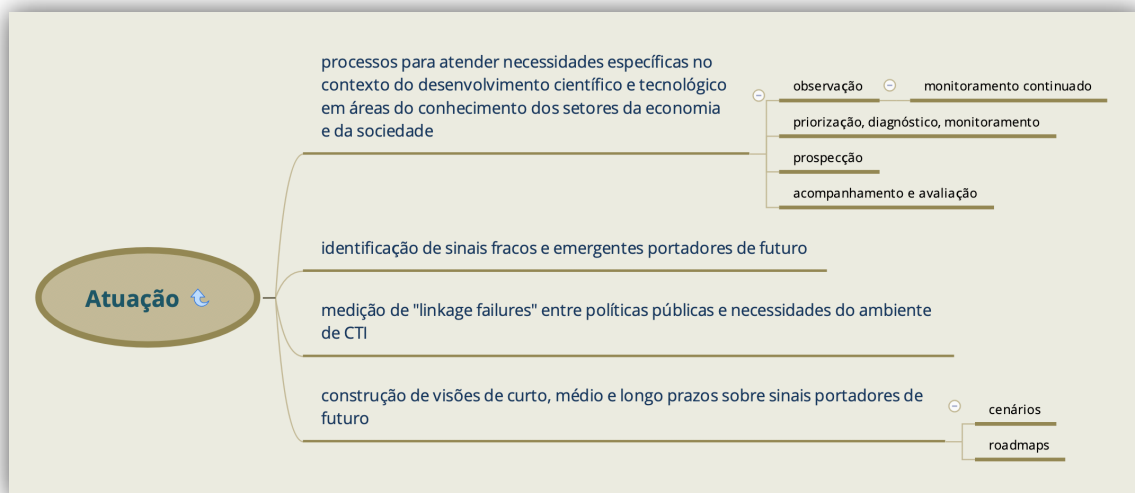 processos para atender necessidades específicas no
contexto do desenvolvimento científico e tecnológico
em áreas do conhecimento dos setores da economia
e da sociedade
observação
monitoramento continuado
priorização, diagnóstico, monitoramento
prospecção
acompanhamento e avaliação
identificação de sinais fracos e emergentes portadores de futuro
Atuação
medição de "linkage failures" entre políticas públicas e necessidades do ambiente
de CTI
construção de visões de curto, médio e longo prazos sobre sinais portadores de
futuro
cenários
roadmaps